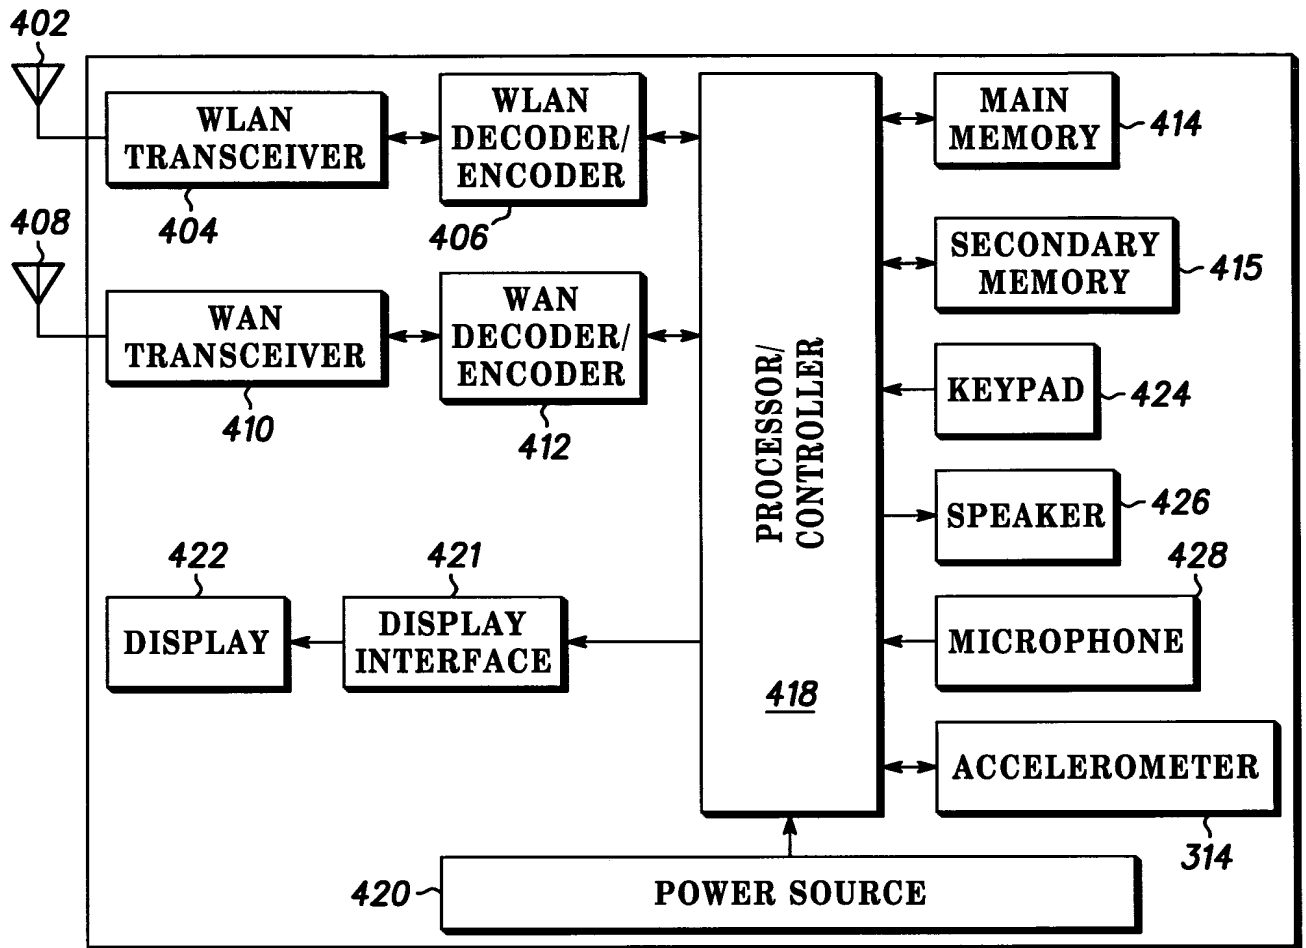 402
WLAN
TRANSCEIVER
404
WLAN
DECODER/
ENCODER
406
408
WAN
TRANSCEIVER
410
WAN
DECODER/
ENCODER
412
422
DISPLAY
421
DISPLAY
INTERFACE
PROCESSOR/
CONTROLLER
418
MAIN
MEMORY
414
SECONDARY
MEMORY
415
KEYPAD
424
SPEAKER
426
428
MICROPHONE
ACCELEROMETER
314
420
POWER SOURCE